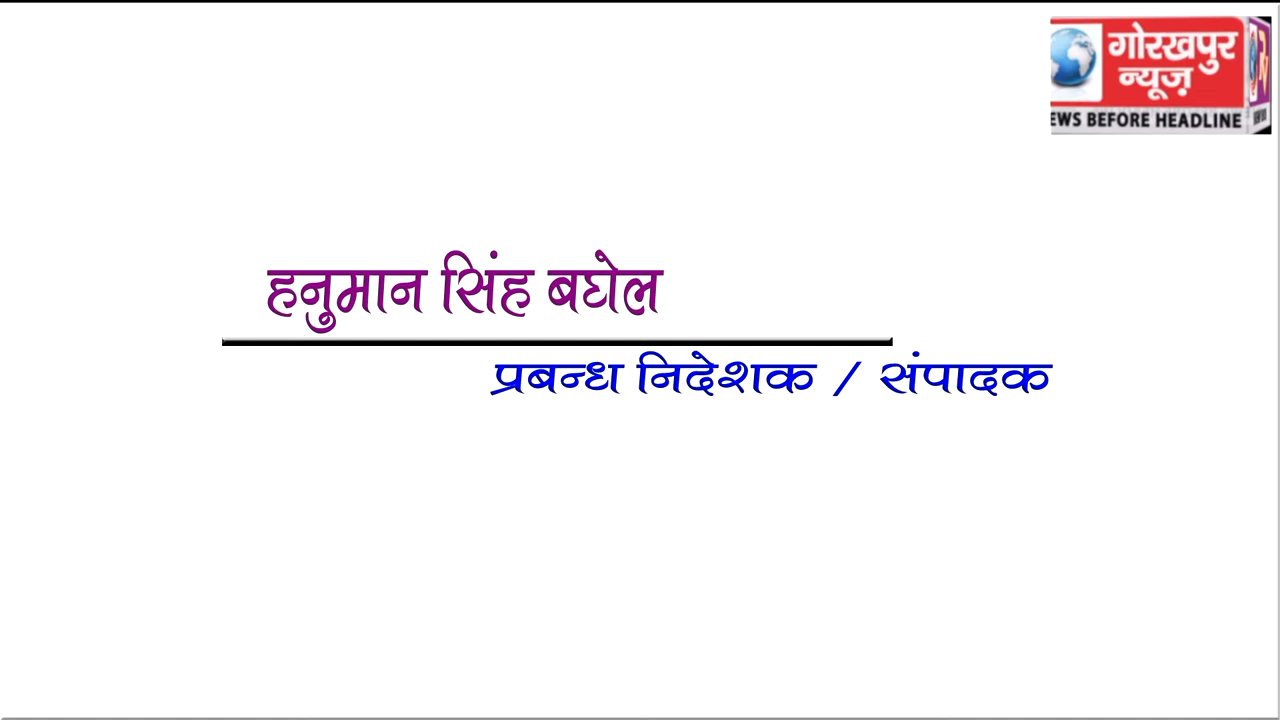 गोरखपुर
न्यूज़
EWS BEFORE HEADLINE
हनुमान सिंह बघेल
प्रबन्ध निदेशक / संपादक